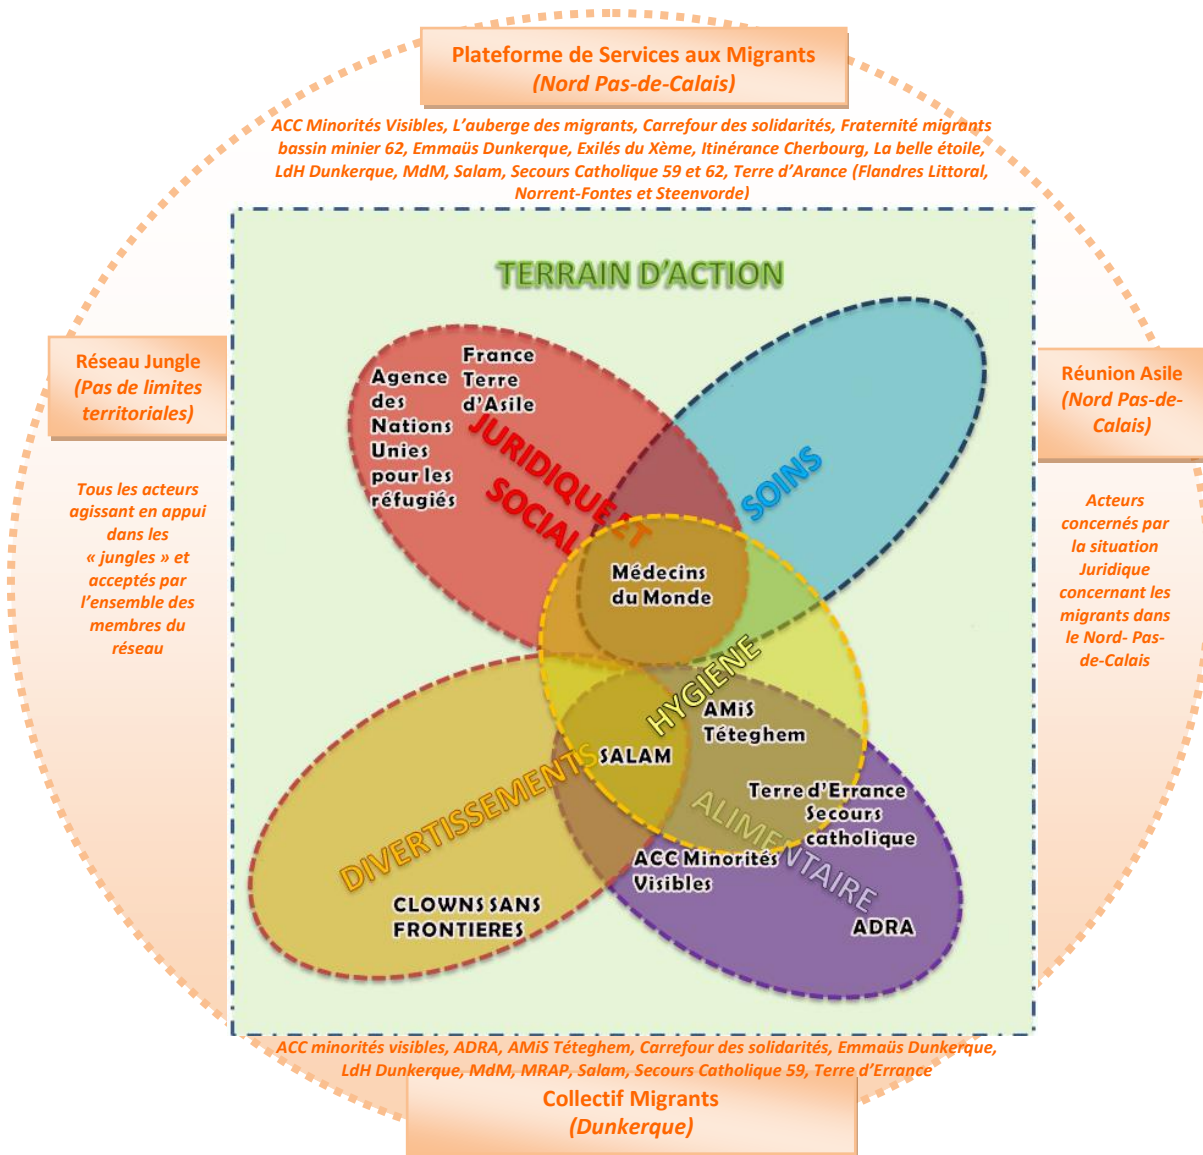 Plateforme de Services aux Migrants
(Nord Pas-de-Calais)
ACC Minorités Visibles, L'auberge des migrants, Carrefour des solidarités, Fraternité migrants
bassin minier 62, Emmaüs Dunkerque, Exilés du Xème, Itinérance Cherbourg, La belle étoile,
LdH Dunkerque, MdM, Salam, Secours Catholique 59 et 62, Terre d'Arance (Flandres Littoral,
Norrent-Fontes et Steenvorde)
TERRAIN D'ACTION
Réseau Jungle
(Pas de limites
territoriales)
Tous les acteurs
agissant en appui
dans les
« jungles » et
acceptés par
l'ensemble des
membres du
réseau
Agence
des
Nations
Unies
pour les
réfugiés
France
Terre
d'Asile
JURIDIQUE ET
SOCIAL
SOINS
Médecins
du Monde
HYGIENE
AMiS
Téteghem
SALAM
DIVERTISSEMENTS
Terre d'Errance
Secours
catholique
ALIMENTAIRE
ACC Minorités
Visibles
CLOWNS SANS
FRONTIERES
ADRA
Réunion Asile
(Nord Pas-de-
Calais)
Acteurs
concernés par
la situation
Juridique
concernant les
migrants dans
le Nord- Pas-
de-Calais
ACC minorités visibles, ADRA, AMiS Téteghem, Carrefour des solidarités, Emmaüs Dunkerque,
LdH Dunkerque, MdM, MRAP, Salam, Secours Catholique 59, Terre d'Errance
Collectif Migrants
(Dunkerque)